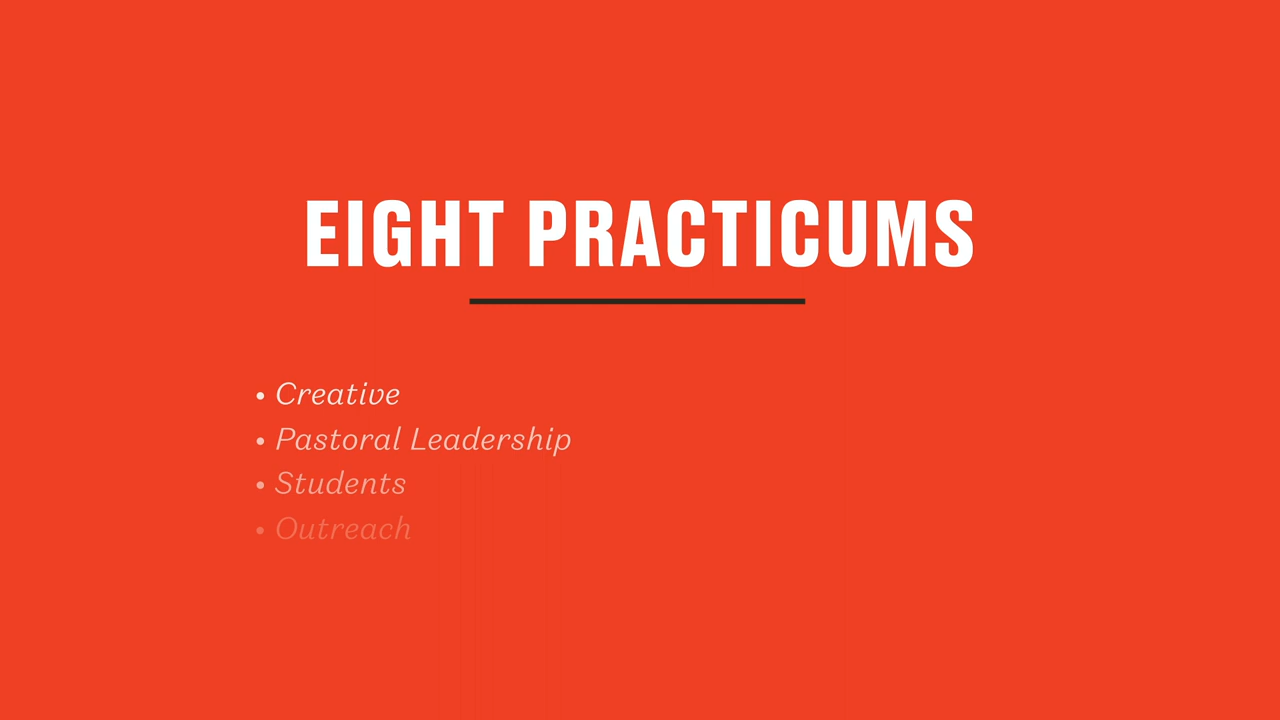 EIGHT PRACTICUMS
• Creative
• Pastoral Leadership
• Students
• Outreach